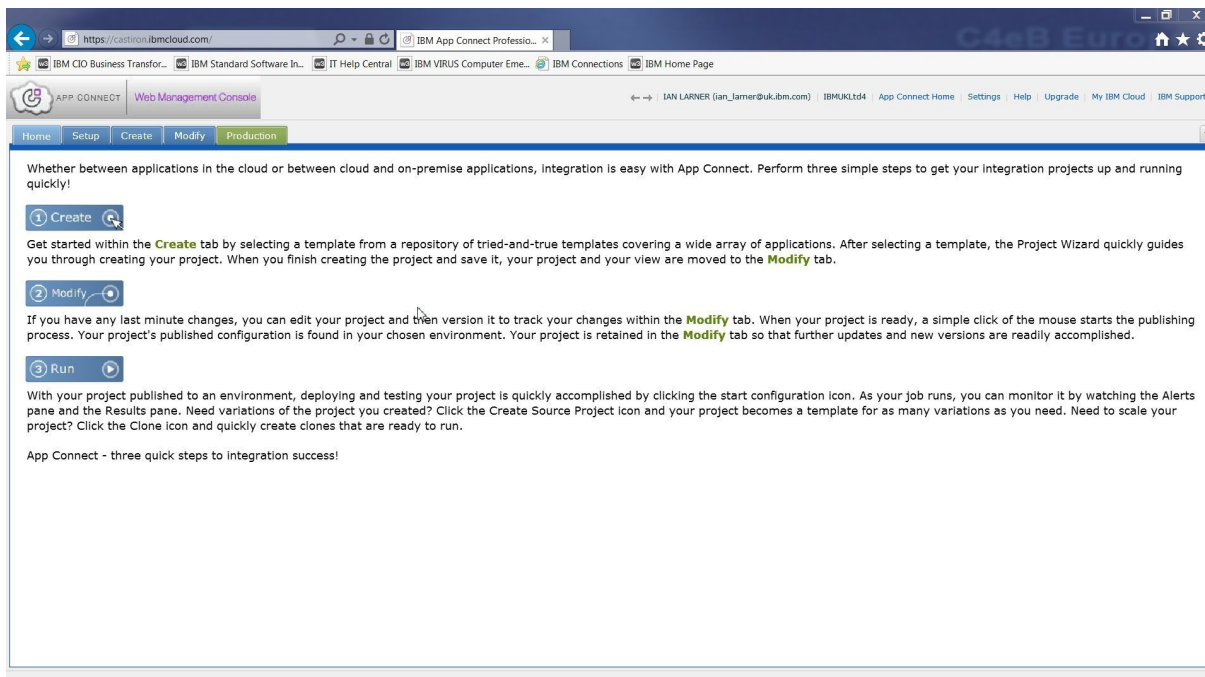 C4eB Euro
https://castiron.ibmcloud.com/
IBM App Connect Professio...
IBM CIO Business Transfor...
IBM Standard Software In...
IT Help Central
IBM VIRUS Computer Eme...
IBM Connections
IBM Home Page
APP CONNECT
Web Management Console
IAN LARNER (ian_larner@uk.ibm.com)
IBMUKLtd4
App Connect Home
Settings
Help
Upgrade
My IBM Cloud
IBM Support
Home
Setup
Create
Modify
Production
Whether between applications in the cloud or between cloud and on-premise applications, integration is easy with App Connect. Perform three simple steps to get your integration projects up and running
quickly!
1 Create
Get started within the Create tab by selecting a template from a repository of tried-and-true templates covering a wide array of applications. After selecting a template, the Project Wizard quickly guides
you through creating your project. When you finish creating the project and save it, your project and your view are moved to the Modify tab.
2 Modify
If you have any last minute changes, you can edit your project and then version it to track your changes within the Modify tab. When your project is ready, a simple click of the mouse starts the publishing
process. Your project's published configuration is found in your chosen environment. Your project is retained in the Modify tab so that further updates and new versions are readily accomplished.
3 Run
With your project published to an environment, deploying and testing your project is quickly accomplished by clicking the start configuration icon. As your job runs, you can monitor it by watching the Alerts
pane and the Results pane. Need variations of the project you created? Click the Create Source Project icon and your project becomes a template for as many variations as you need. Need to scale your
project? Click the Clone icon and quickly create clones that are ready to run.
App Connect - three quick steps to integration success!